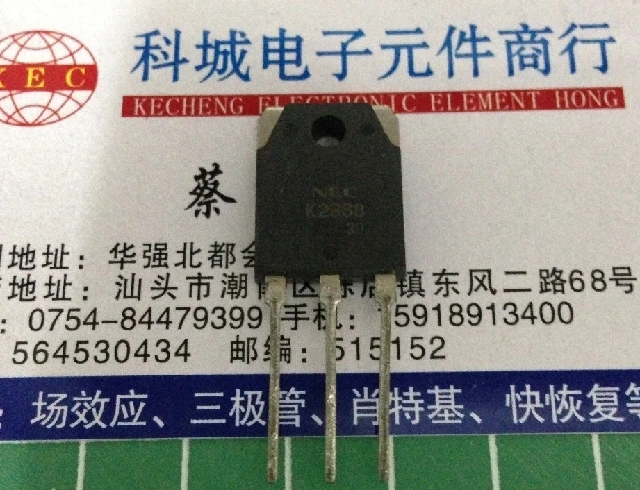 KEC
科城电子元件商行
KECHENG ELECTRONIC ELEMENT HONG
蔡
NEC
地址: 华强北都会
地址: 汕头市潮 区 店镇东风二路68号
: 0754-84479399 手机: 15918913400
564530434 邮编: 515152
: 场效应、三极管、肖特基、快恢复等